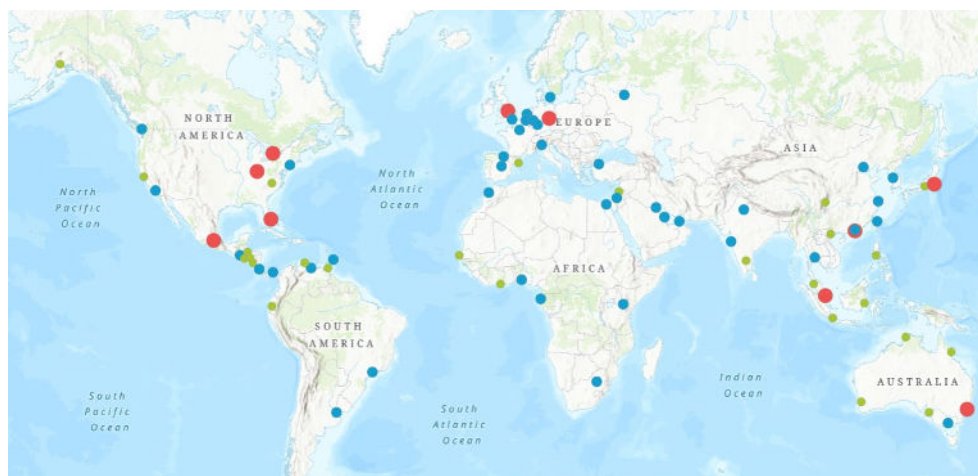 NORTH
AMERICA
EUROPE
ASIA
North
Pacific
Ocean
North
Atlantic
Ocean
AFRICA
SOUTH
AMERICA
South
Pacific
Ocean
South
Atlantic
Ocean
Indian
Ocean
AUSTRALIA